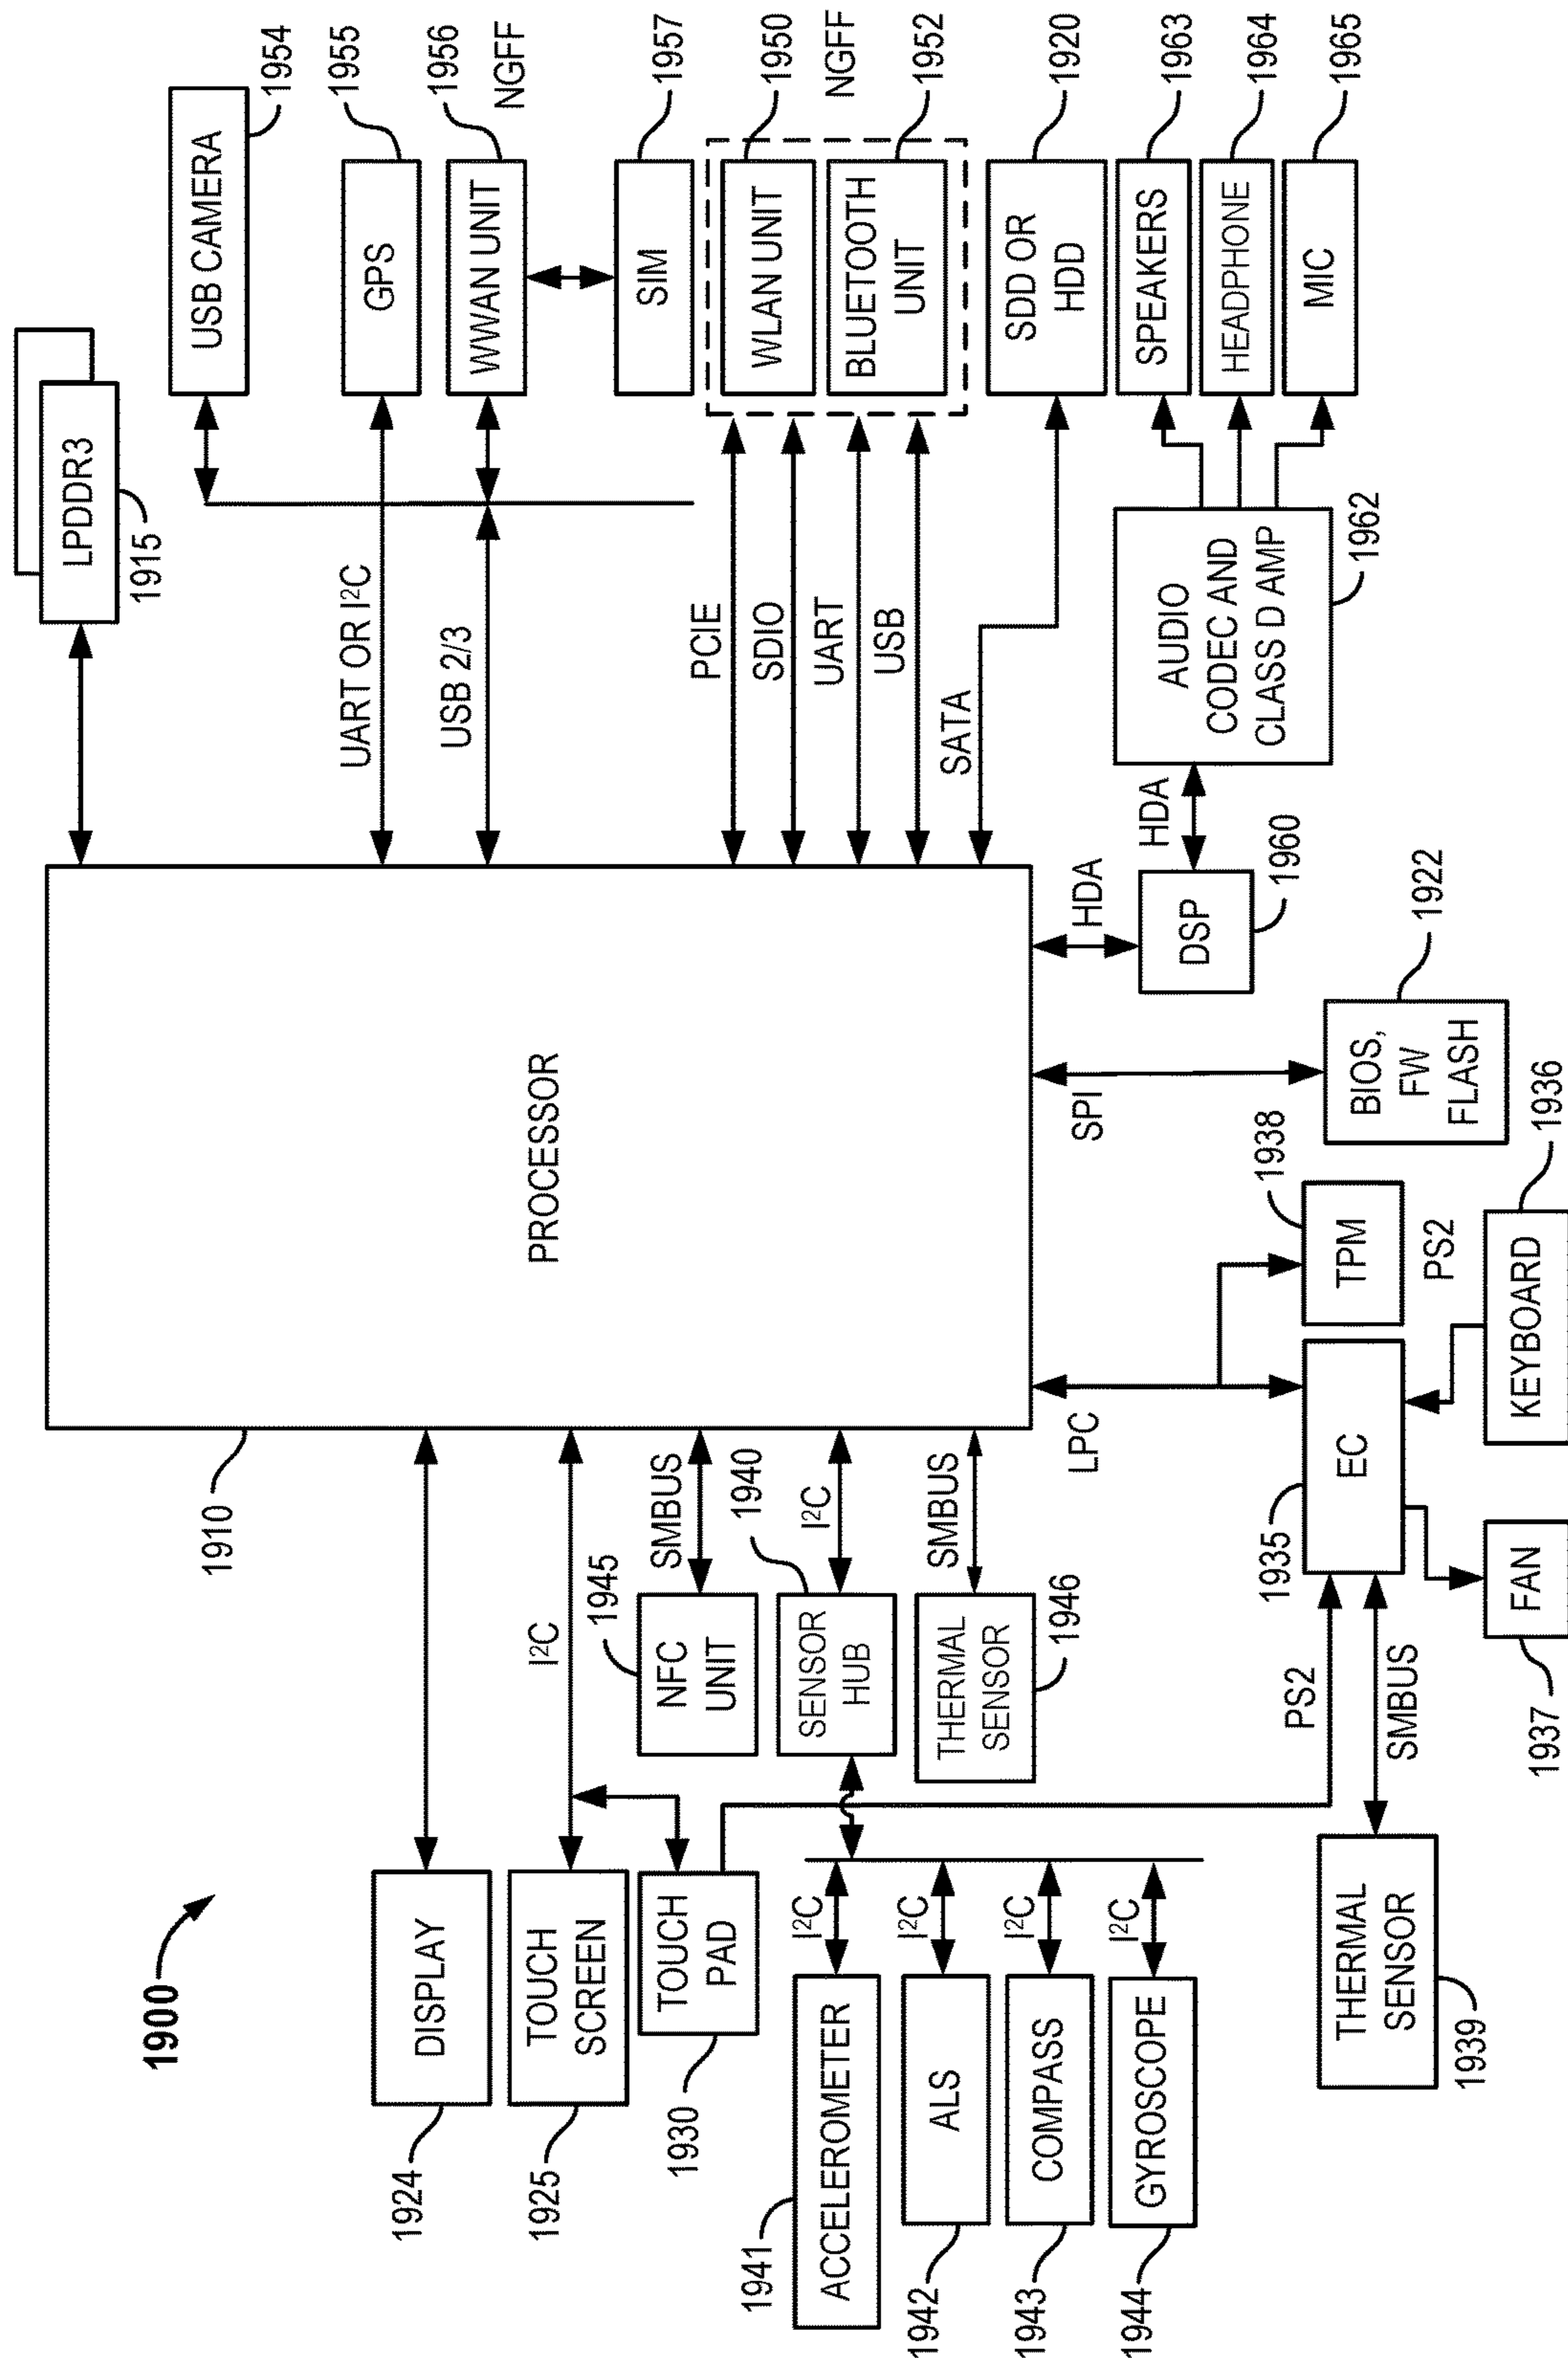 1900
LPDDR3
1915
1910
PROCESSOR
USB CAMERA
1954
DISPLAY
1924
UART OR I²C
GPS
1955
TOUCH
SCREEN
1925
I²C
USB 2/3
WWAN UNIT
1956
NGFF
SIM
1957
TOUCH
PAD
1930
NFC
UNIT
1945
SMBUS
PCIE
SDIO
UART
USB
WLAN UNIT
1950
BLUETOOTH
UNIT
1952
NGFF
SENSOR
HUB
1940
I²C
ACCELEROMETER
1941
I²C
ALS
1942
I²C
COMPASS
1943
I²C
GYROSCOPE
1944
I²C
THERMAL
SENSOR
1946
SMBUS
SATA
SDD OR
HDD
1920
LPC
SPI
HDA
DSP
1960
HDA
AUDIO
CODEC AND
CLASS D AMP
1962
SPEAKERS
1963
HEADPHONE
1964
MIC
1965
THERMAL
SENSOR
1939
PS2
SMBUS
EC
1935
TPM
1938
BIOS,
FW
FLASH
1922
FAN
1937
PS2
KEYBOARD
1936